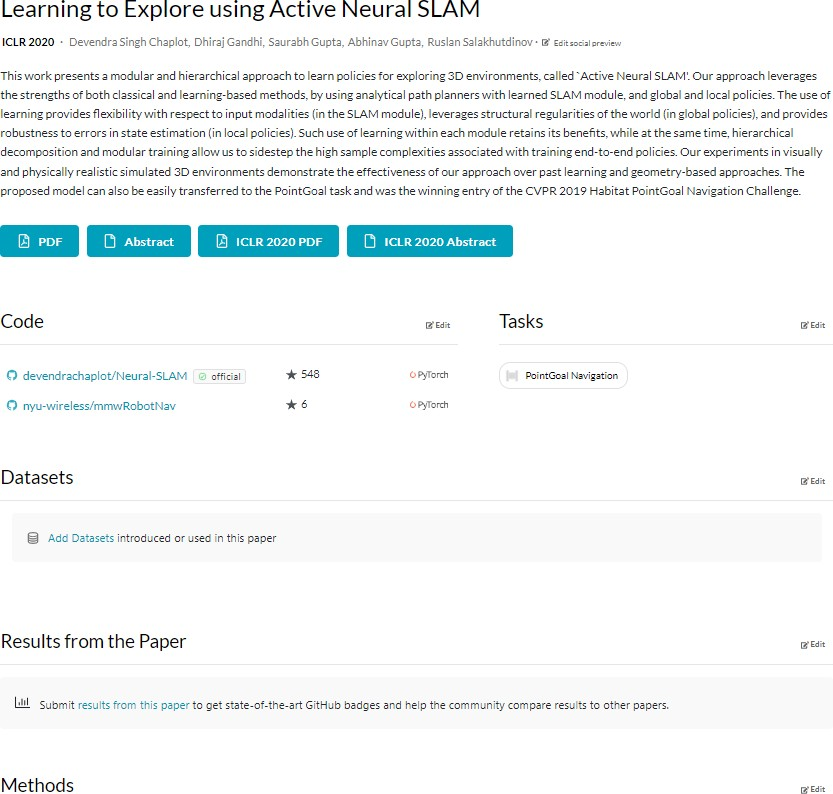 Learning to Explore using Active Neural SLAM
ICLR 2020 · Devendra Singh Chaplot, Dhiraj Gandhi, Saurabh Gupta, Abhinav Gupta, Ruslan Salakhutdinov · Edit social preview
This work presents a modular and hierarchical approach to learn policies for exploring 3D environments, called `Active Neural SLAM'. Our approach leverages
the strengths of both classical and learning-based methods, by using analytical path planners with learned SLAM module, and global and local policies. The use of
learning provides flexibility with respect to input modalities (in the SLAM module), leverages structural regularities of the world (in global policies), and provides
robustness to errors in state estimation (in local policies). Such use of learning within each module retains its benefits, while at the same time, hierarchical
decomposition and modular training allow us to sidestep the high sample complexities associated with training end-to-end policies. Our experiments in visually
and physically realistic simulated 3D environments demonstrate the effectiveness of our approach over past learning and geometry-based approaches. The
proposed model can also be easily transferred to the PointGoal task and was the winning entry of the CVPR 2019 Habitat PointGoal Navigation Challenge.
PDF Abstract ICLR 2020 PDF ICLR 2020 Abstract
Code Edit
devendrachaplot/Neural-SLAM official 548 PyTorch
nyu-wireless/mmwRobotNav 6 PyTorch
Tasks Edit
PointGoal Navigation
Datasets Edit
Add Datasets introduced or used in this paper
Results from the Paper Edit
Submit results from this paper to get state-of-the-art GitHub badges and help the community compare results to other papers.
Methods Edit